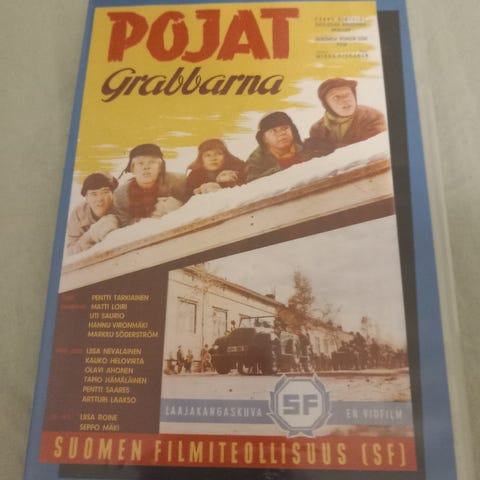 POJAT
Grabbarna
PENTTI TARKIAINEN
MATTI LOIRI
UTI SAURIO
HANNU VIRONMÄKI
MARKKU SÖDERSTRÖM
LIISA NEVALAINEN
KAUKO HELOVIRTA
OLAVI AHONEN
TAPIO HÄMÄLÄINEN
PENTTI SAARES
ARTTURI LAAKSO
LIISA ROINE
SEPPO MÄKI
LAAJAKANGASKUVA SF EN VIDFILM
SUOMEN FILMITEOLLISUUS (SF)